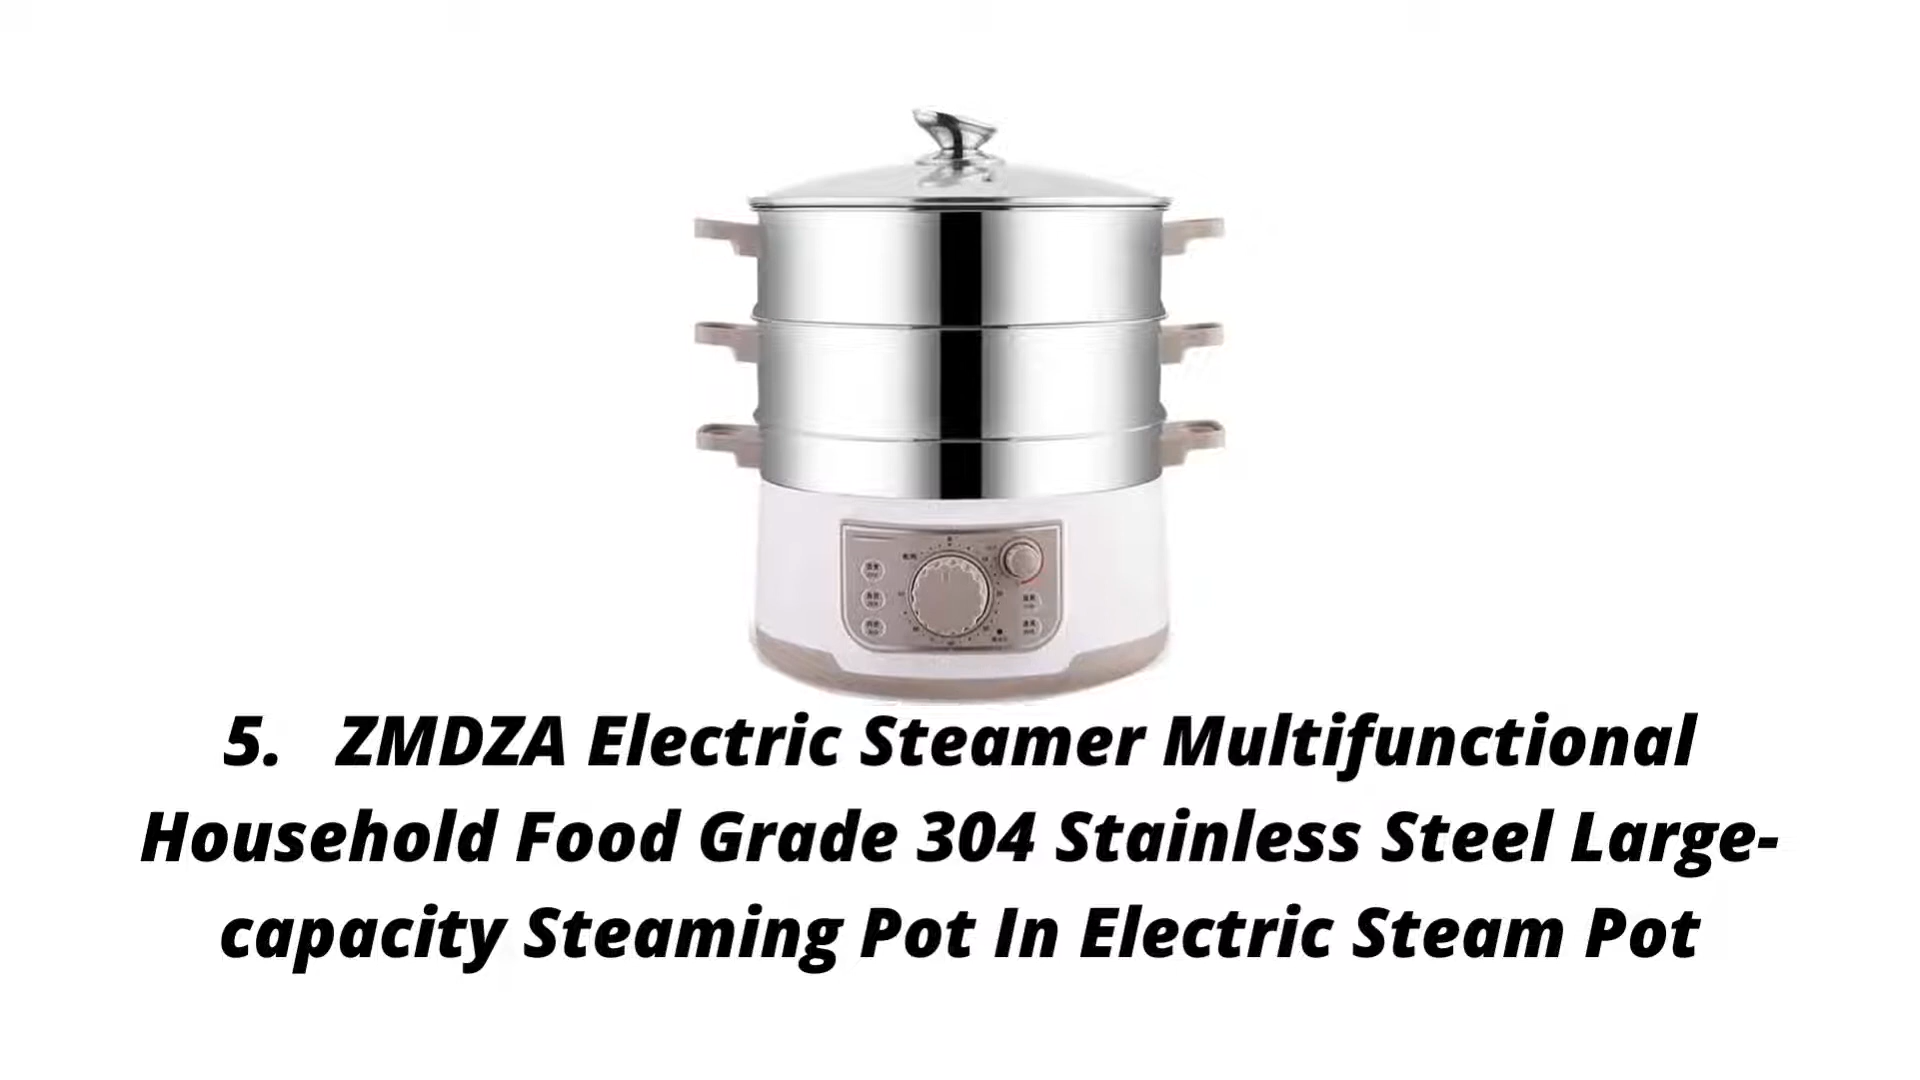 5. ZMDZA Electric Steamer Multifunctional
Household Food Grade 304 Stainless Steel Large-
capacity Steaming Pot In Electric Steam Pot